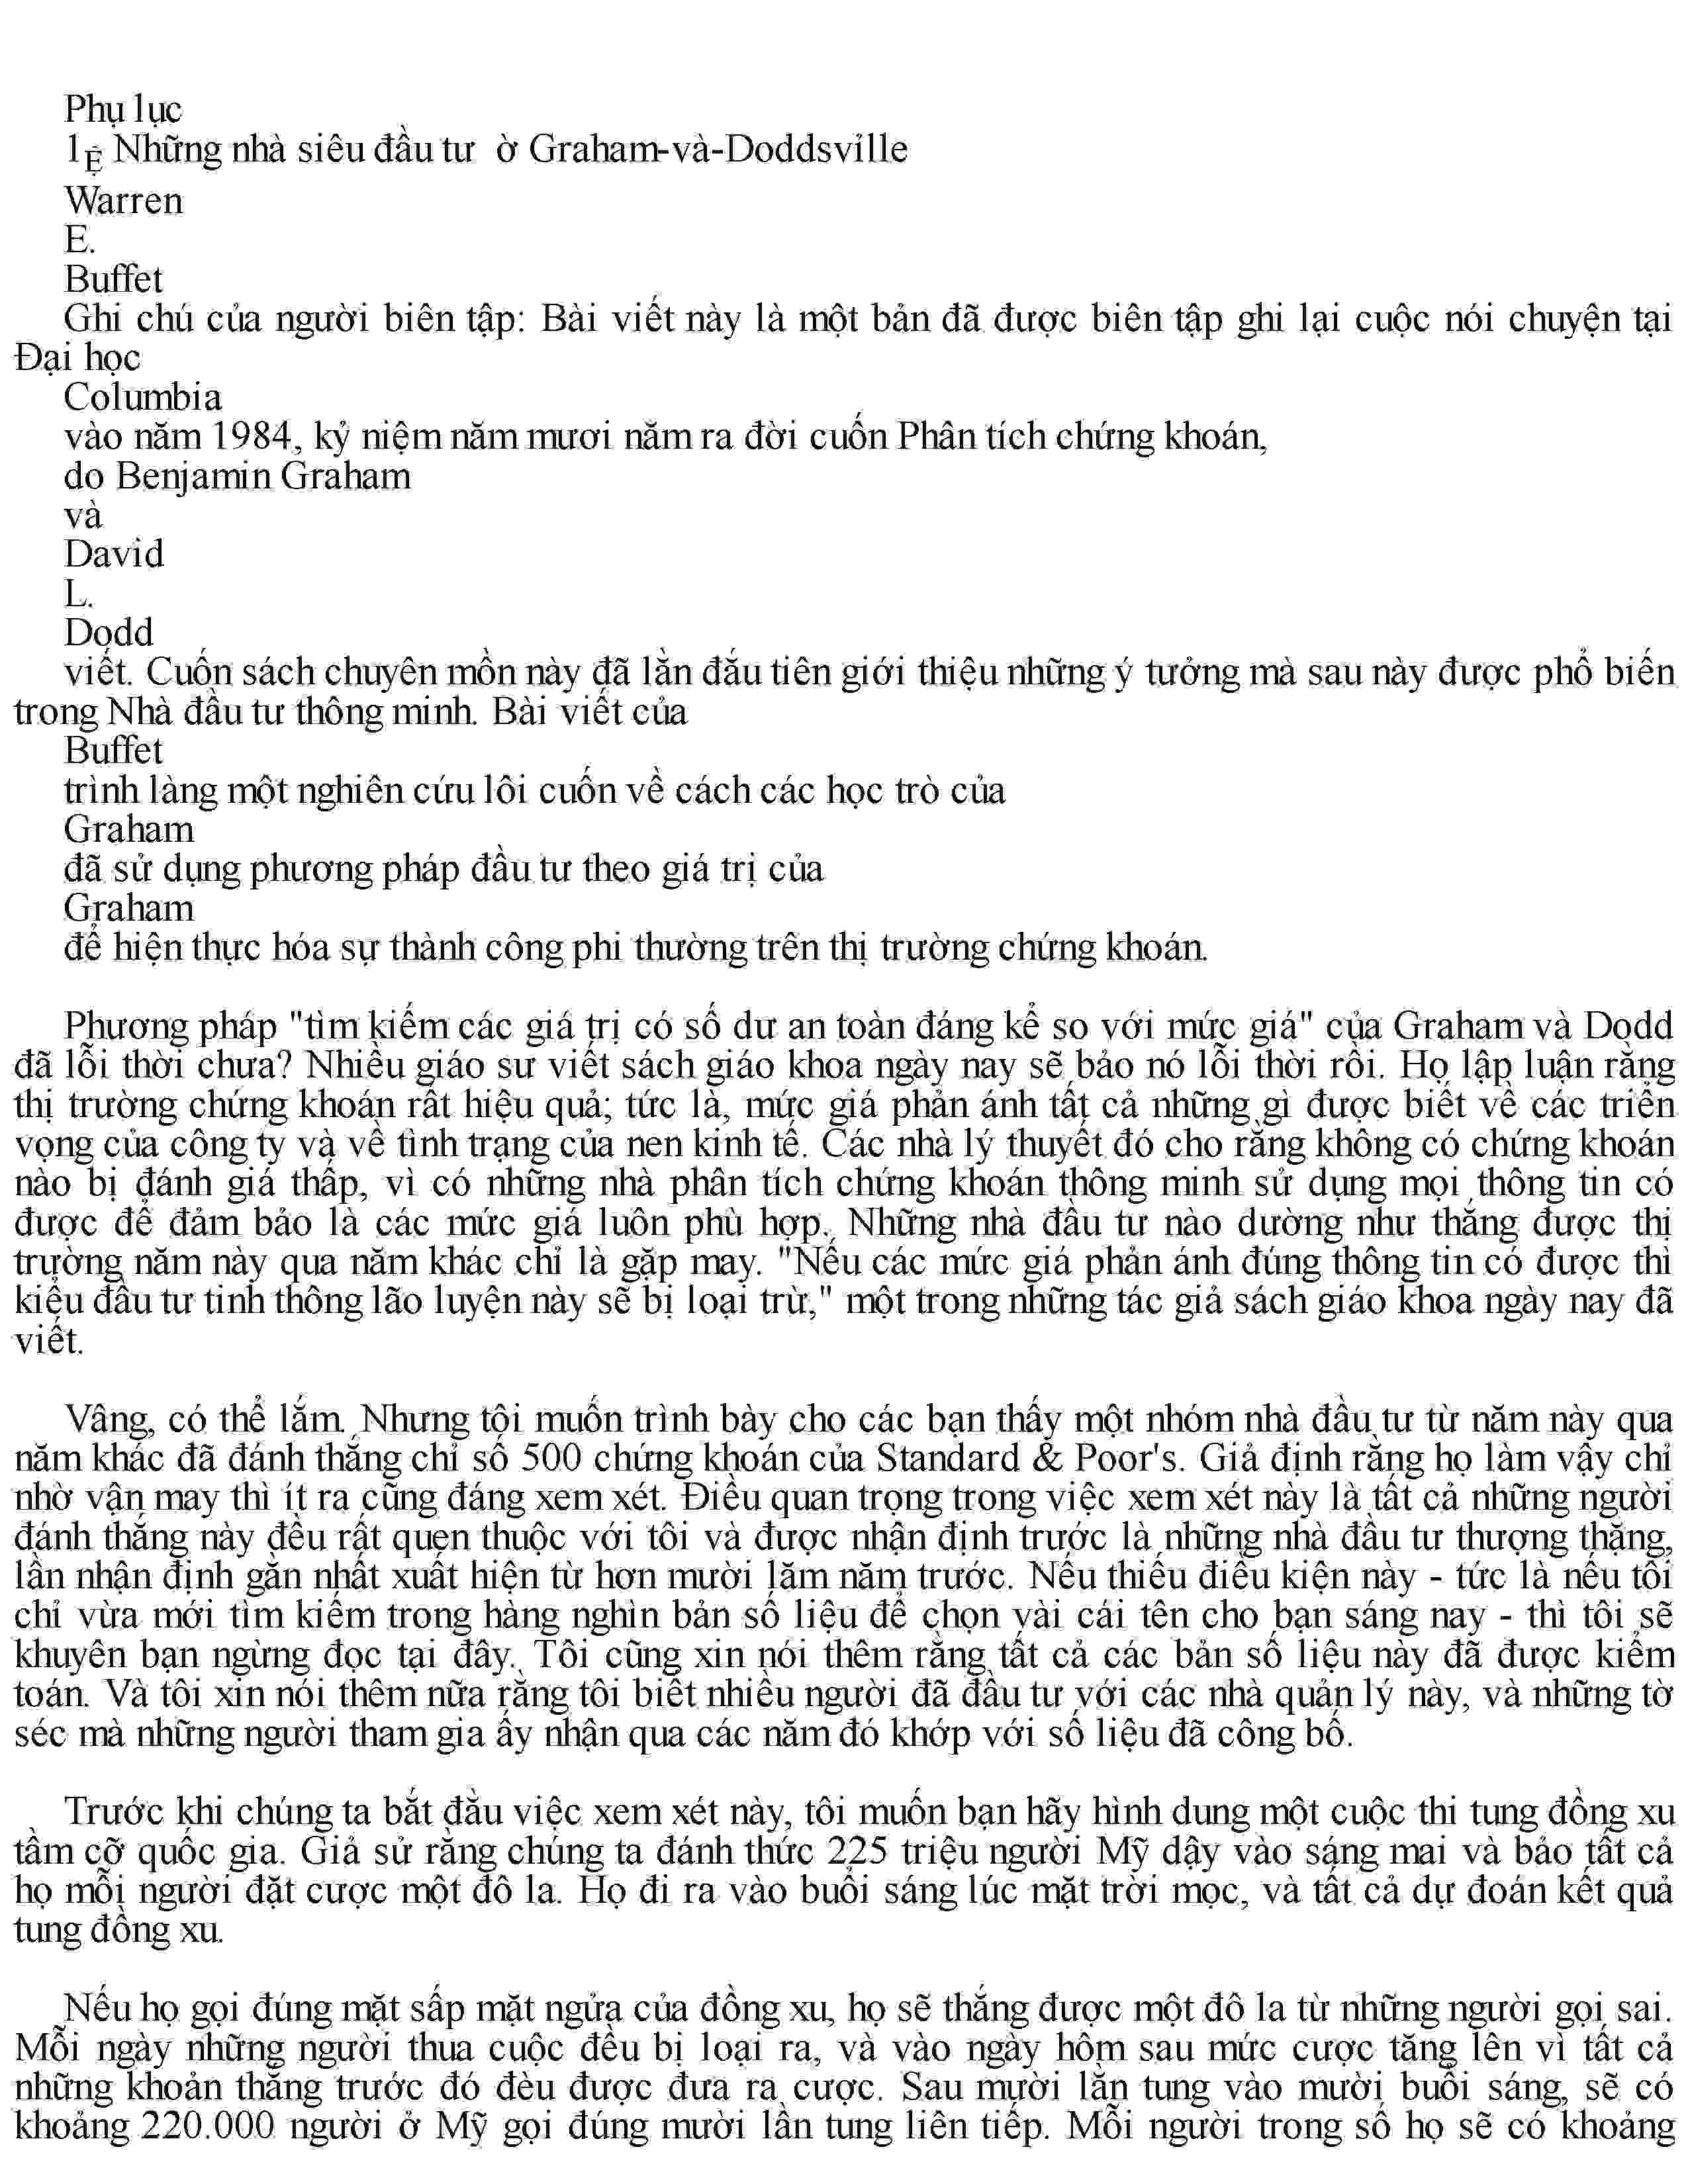 Phụ lục
1Ẹ Những nhà siêu đầu tư ờ Graham-và-Doddsville
Warren
E.
Buffet
Ghi chú của người biên tập: Bài viết này là một bản đã được biên tập ghi lại cuộc nói chuyện tại
Đại học
Columbia
vào năm 1984, kỷ niệm năm mươi năm ra đời cuốn Phân tích chứng khoán,
do Benjamin Graham
và
David
L.
Dodd
viết. Cuốn sách chuyên mồn này đã lằn đắu tiên giới thiệu những ý tưởng mà sau này được phổ biến
trong Nhà đầu tư thông minh. Bài viết của
Buffet
trình làng một nghiên cứu lôi cuốn về cách các học trò của
Graham
đã sử dụng phương pháp đầu tư theo giá trị của
Graham
để hiện thực hóa sự thành công phi thường trên thị trường chứng khoán.
Phương pháp "tìm kiếm các giá trị có số dư an toàn đáng kể so với mức giá" của Graham và Dodd
đã lỗi thời chưa? Nhiều giáo sư viết sách giáo khoa ngày nay sẽ bảo nó lỗi thời rồi. Họ lập luận rằng
thị trường chứng khoán rất hiệu quả; tức là, mức giá phản ánh tất cả những gì được biết về các triển
vọng của công ty và về tình trạng của nen kinh tế. Các nhà lý thuyết đó cho rằng không có chứng khoán
nào bị đánh giá thấp, vì có những nhà phân tích chứng khoán thông minh sử dụng mọi thông tin có
được để đảm bảo là các mức giá luôn phù hợp. Những nhà đầu tư nào dường như thắng được thị
trường năm này qua năm khác chỉ là gặp may. "Nếu các mức giá phản ánh đúng thông tin có được thì
kiểu đầu tư tinh thông lão luyện này sẽ bị loại trừ," một trong những tác giả sách giáo khoa ngày nay đã
viết.
Vâng, có thể lắm. Nhưng tôi muốn trình bày cho các bạn thấy một nhóm nhà đầu tư từ năm này qua
năm khác đã đánh thắng chỉ số 500 chứng khoán của Standard & Poor's. Giả định rằng họ làm vậy chỉ
nhờ vận may thì ít ra cũng đáng xem xét. Điều quan trọng trong việc xem xét này là tất cả những người
đánh thắng này đều rất quen thuộc với tôi và được nhận định trước là những nhà đầu tư thượng thặng,
lần nhận định gần nhất xuất hiện từ hơn mười lăm năm trước. Nếu thiếu điều kiện này - tức là nếu tôi
chỉ vừa mới tìm kiếm trong hàng nghìn bản số liệu để chọn vài cái tên cho bạn sáng nay - thì tôi sẽ
khuyên bạn ngừng đọc tại đây. Tôi cũng xin nói thêm rằng tất cả các bản số liệu này đã được kiểm
toán. Và tôi xin nói thêm nữa rằng tôi biết nhiều người đã đầu tư với các nhà quản lý này, và những tờ
séc mà những người tham gia ấy nhận qua các năm đó khớp với số liệu đã công bố.
Trước khi chúng ta bắt đầu việc xem xét này, tôi muốn bạn hãy hình dung một cuộc thi tung đồng xu
tầm cỡ quốc gia. Giả sử rằng chúng ta đánh thức 225 triệu người Mỹ dậy vào sáng mai và bảo tất cả
họ mỗi người đặt cược một đô la. Họ đi ra vào buổi sáng lúc mặt trời mọc, và tất cả dự đoán kết quả
tung đồng xu.
Nếu họ gọi đúng mặt sấp mặt ngửa của đồng xu, họ sẽ thắng được một đô la từ những người gọi sai.
Mỗi ngày những người thua cuộc đều bị loại ra, và vào ngày hôm sau mức cược tăng lên vì tất cả
những khoản thắng trước đó đèu được đưa ra cược. Sau mười lần tung vào mười buổi sáng, sẽ có
khoảng 220.000 người ở Mỹ gọi đúng mười lần tung liên tiếp. Mỗi người trong số họ sẽ có khoảng